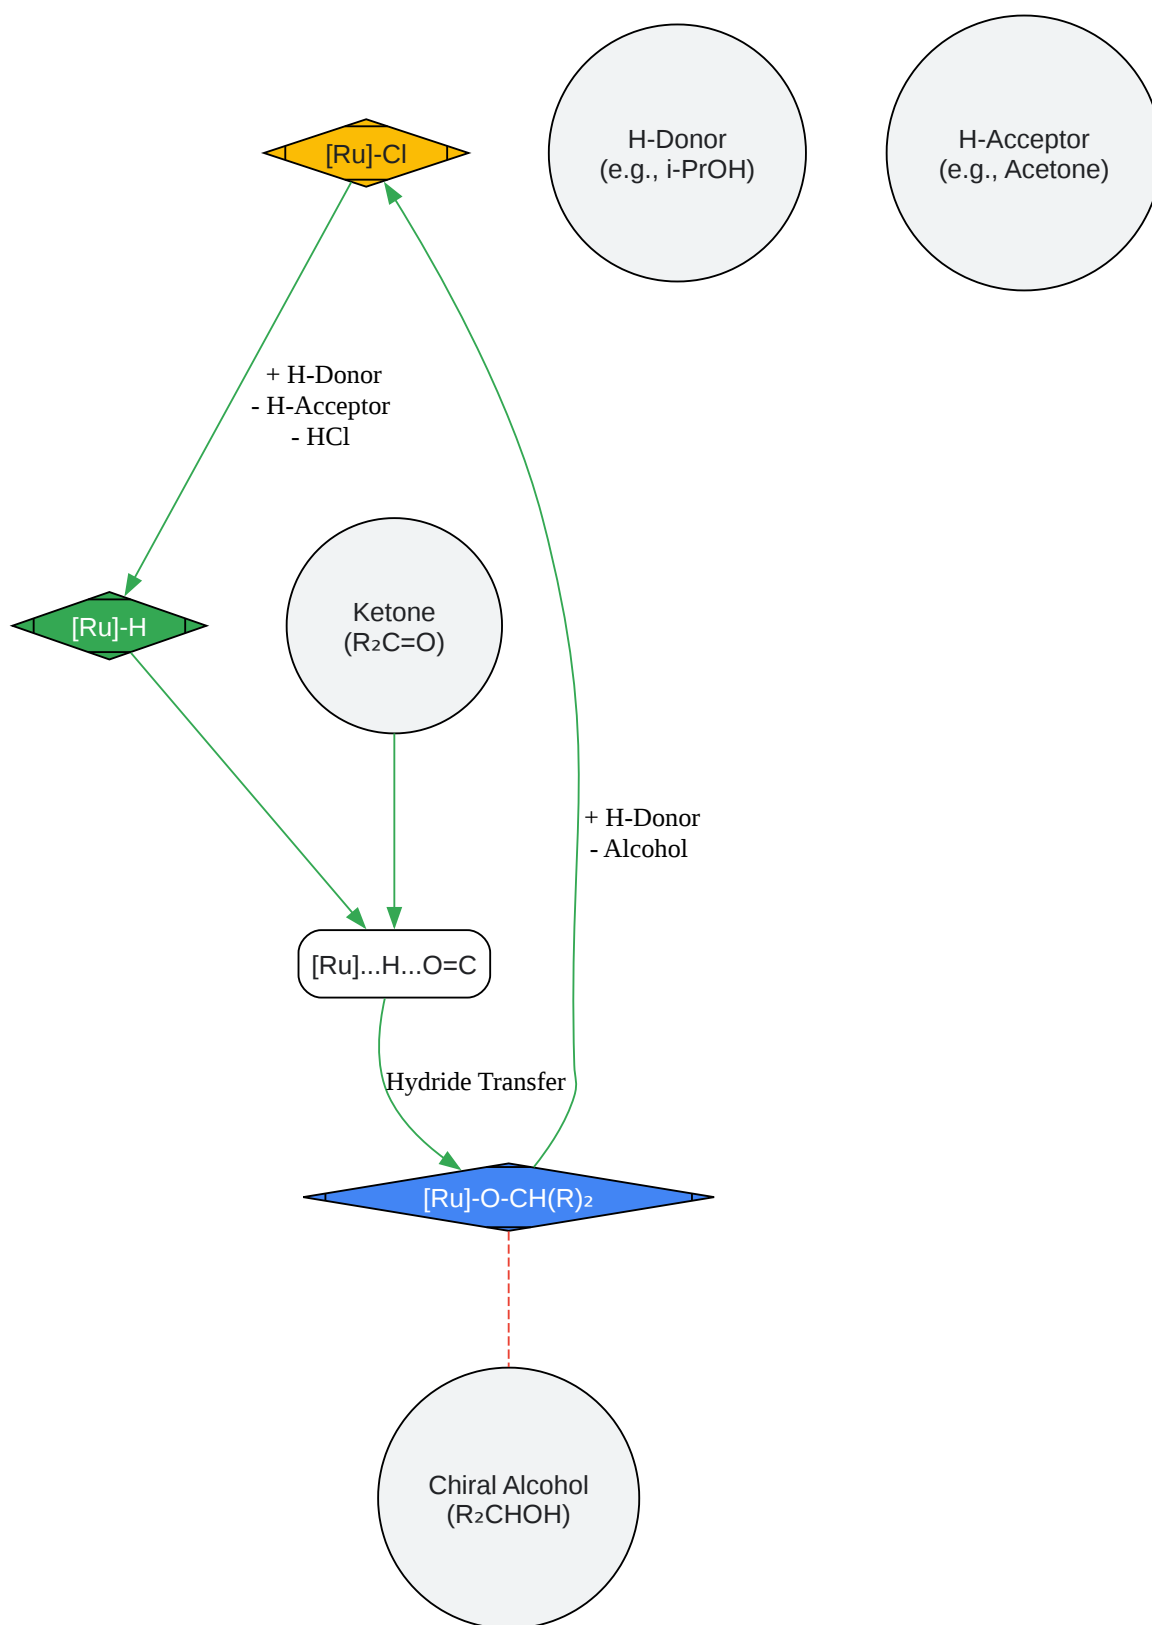 [Ru]-Cl
H-Donor
(e.g., i-PrOH)
H-Acceptor
(e.g., Acetone)
+ H-Donor
- H-Acceptor
- HCl
[Ru]-H
Ketone
(R₂C=O)
+ H-Donor
- Alcohol
[Ru]...H...O=C
Hydride Transfer
[Ru]-O-CH(R)₂
Chiral Alcohol
(R₂CHOH)